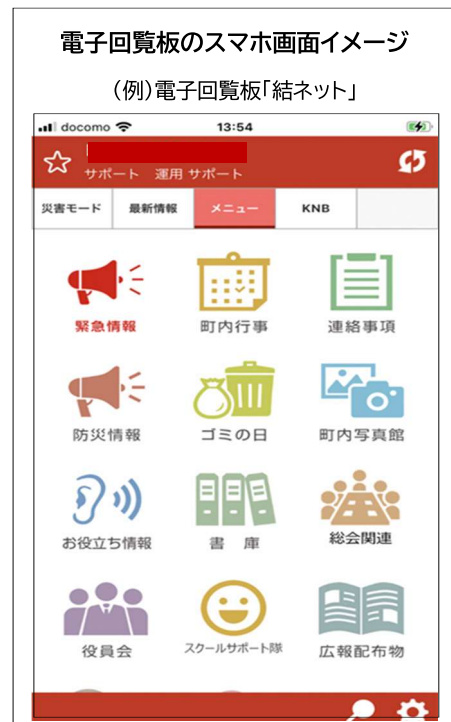 電子回覧板のスマホ画面イメージ
(例)電子回覧板「結ネット」
docomo 13:54
サポート 運用 サポート
災害モード 最新情報 メニュー KNB
緊急情報 町内行事 連絡事項
防災情報 ゴミの日 町内写真館
お役立ち情報 書 庫 総会関連
役員会 スクールサポート隊 広報配布物